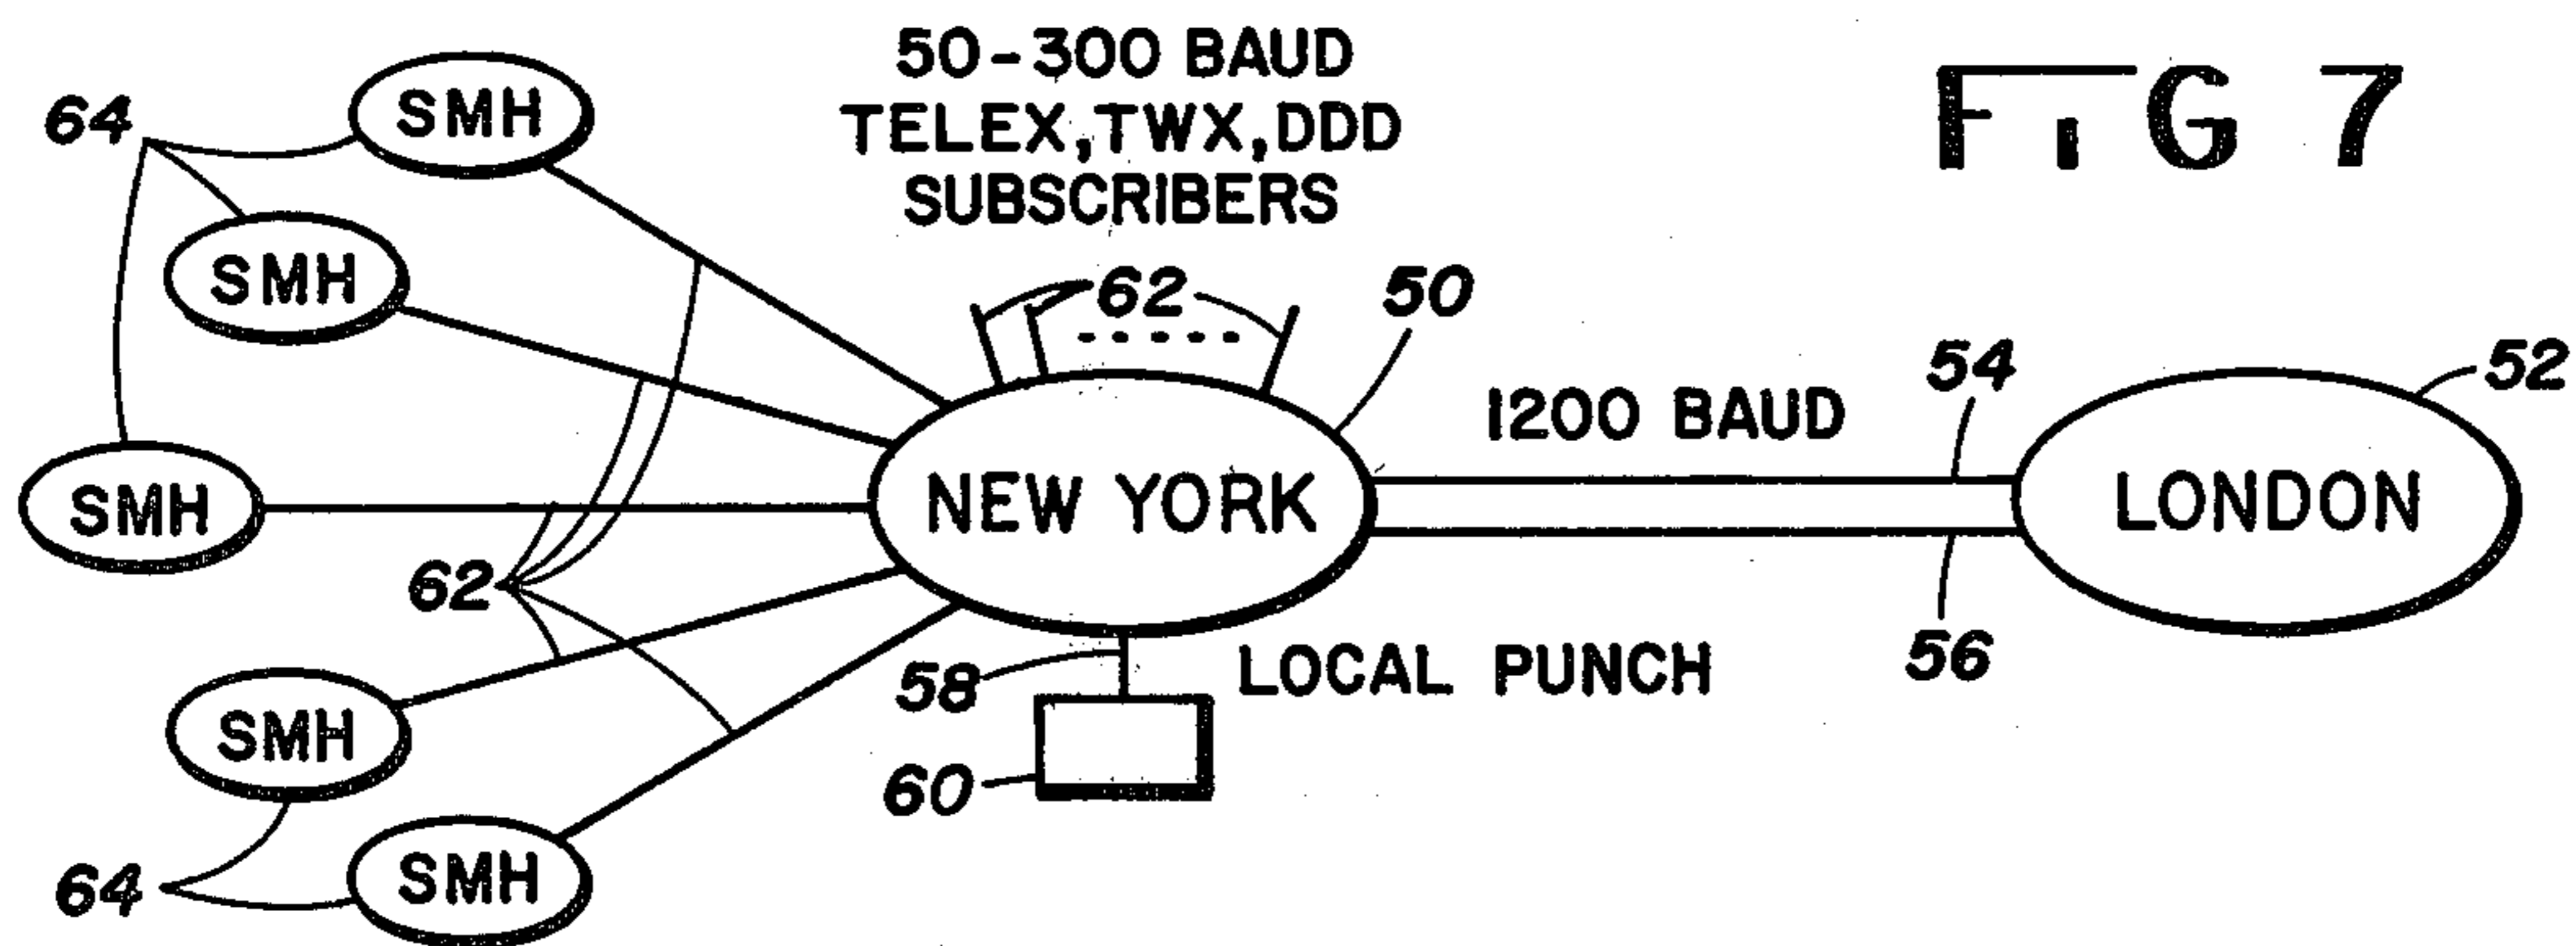 FIG 7
50-300 BAUD
TELEX, TWX, DDD
SUBSCRIBERS
64
SMH
SMH
62
50
54
52
1200 BAUD
SMH
NEW YORK
LONDON
62
58
LOCAL PUNCH
56
SMH
60
64
SMH